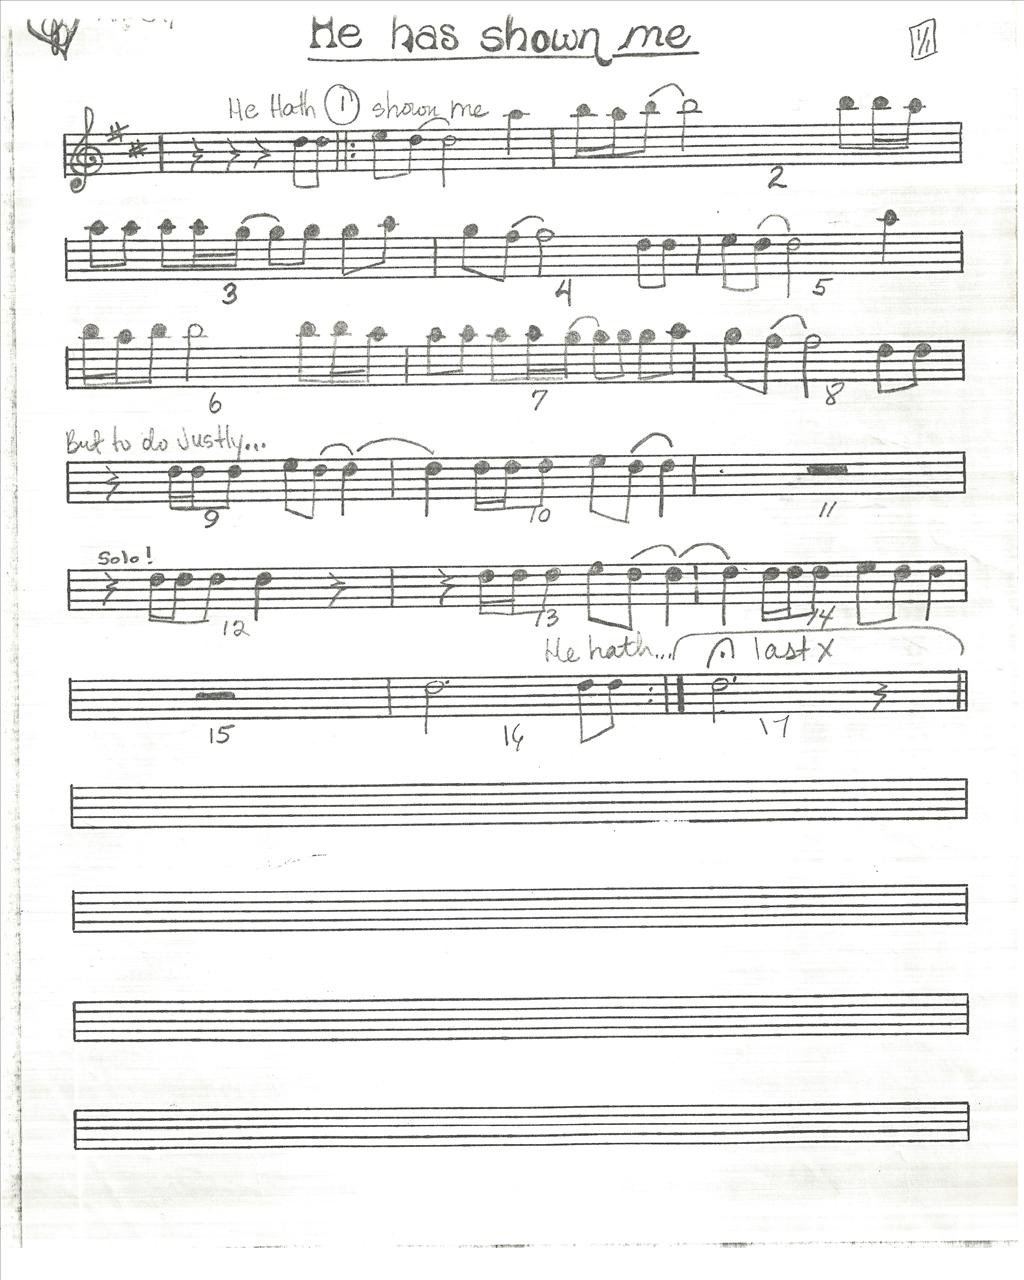 He has shown me
1/1
He Hath 1 shown me
2
3 4 5
6 7 8
But to do Justly...
9 10 11
Solo!
12 13 14
He hath... last X
15 16 17